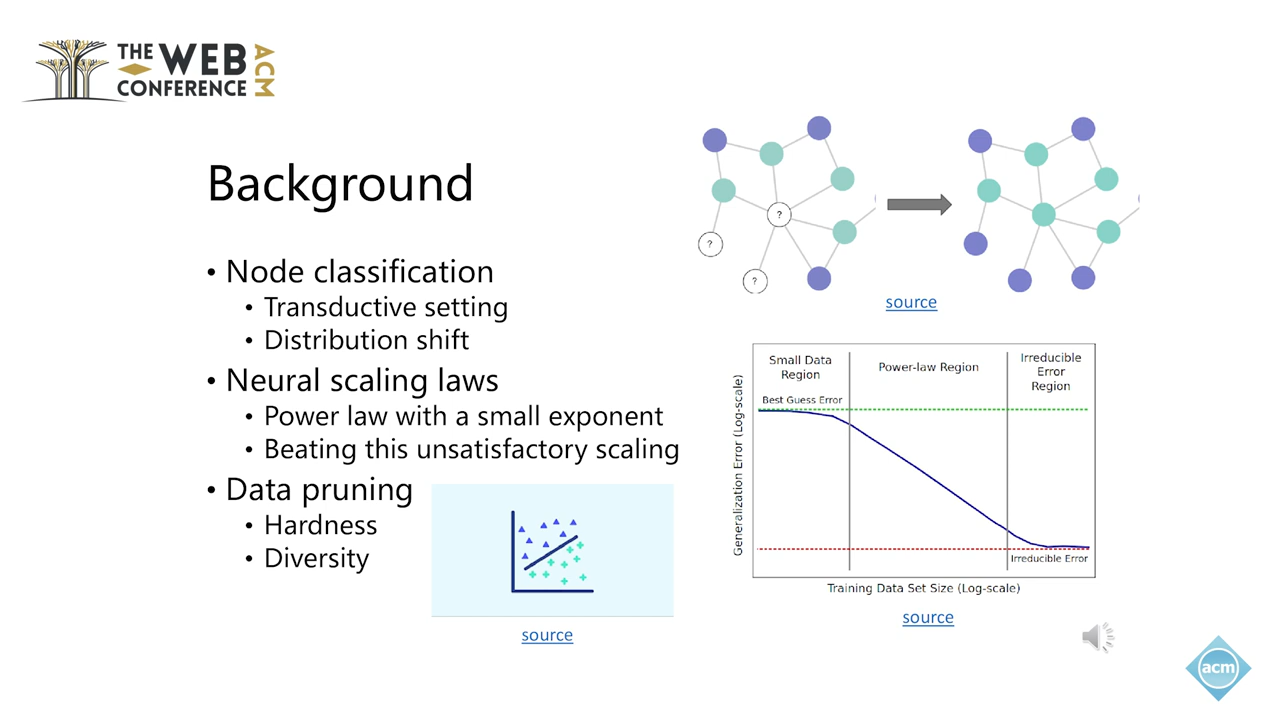 THE WEB
CONFERENCE
ACM
Background
• Node classification
• Transductive setting
• Distribution shift
• Neural scaling laws
• Power law with a small exponent
• Beating this unsatisfactory scaling
• Data pruning
• Hardness
• Diversity
source
?
?
?
source
Small Data
Region
Power-law Region
Irreducible
Error
Region
Best Guess Error
Generalization Error (Log-scale)
Irreducible Error
Training Data Set Size (Log-scale)
source
acm